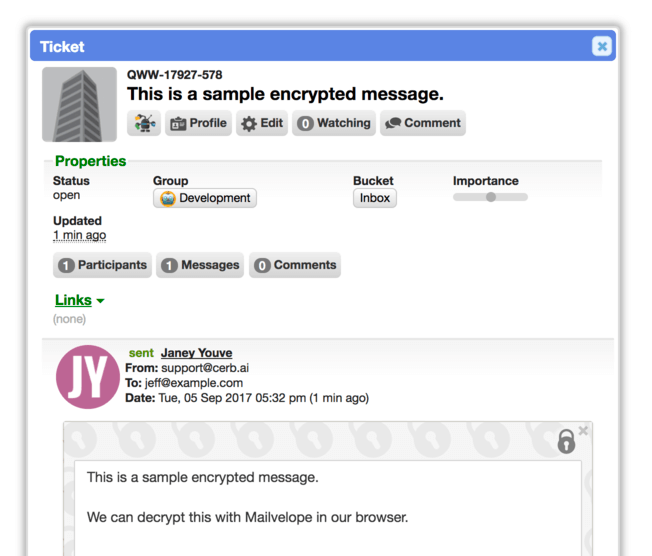 Ticket
QWW-17927-578
This is a sample encrypted message.
Profile Edit 0 Watching Comment
Properties
Status Group Bucket Importance
open Development Inbox
Updated
1 min ago
1 Participants 1 Messages 0 Comments
Links
(none)
JY
sent Janey Youve
From: support@cerb.ai
To: jeff@example.com
Date: Tue, 05 Sep 2017 05:32 pm (1 min ago)
This is a sample encrypted message.
We can decrypt this with Mailvelope in our browser.